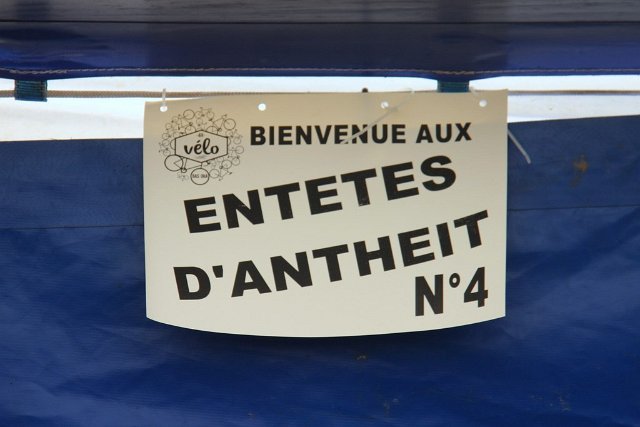 vélo
BIENVENUE AUX
ENTETES
D'ANTHEIT
N°4